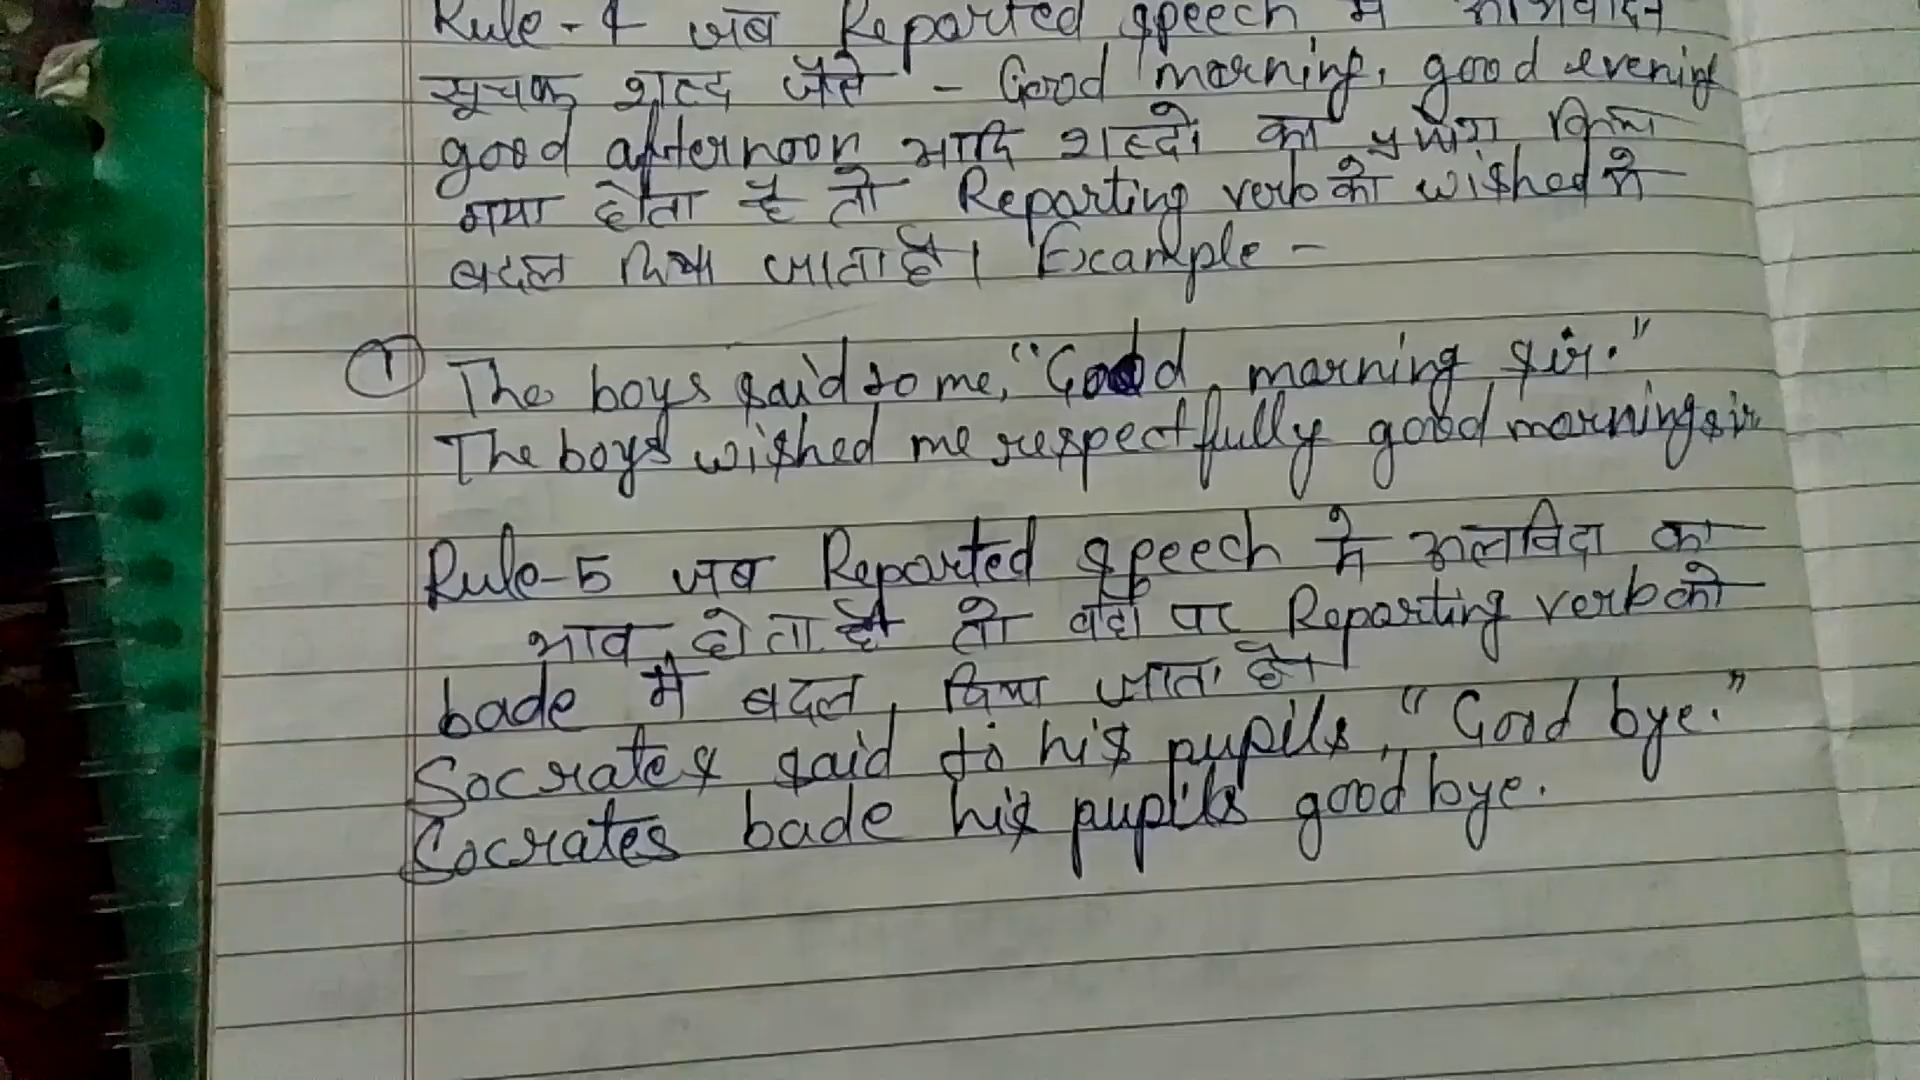 Rule-4 जब Reported speech में अभिवादन
सूचक शब्द जैसे - Good morning, good evening
good afternoon आदि शब्दो का प्रयोग किया
गया होता है तो Reporting verb को wished मे
बदल दिया जाता है। Example -
① The boys said to me, "Good morning sir."
The boys wished me respectfully good morning sir
Rule-5 जब Reported speech मे अलविदा का
भाव होता है तो वहाँ पर Reporting verb को
bade में बदल दिया जाता है।
Socrates said to his pupils, "Good bye."
Socrates bade his pupils good bye.